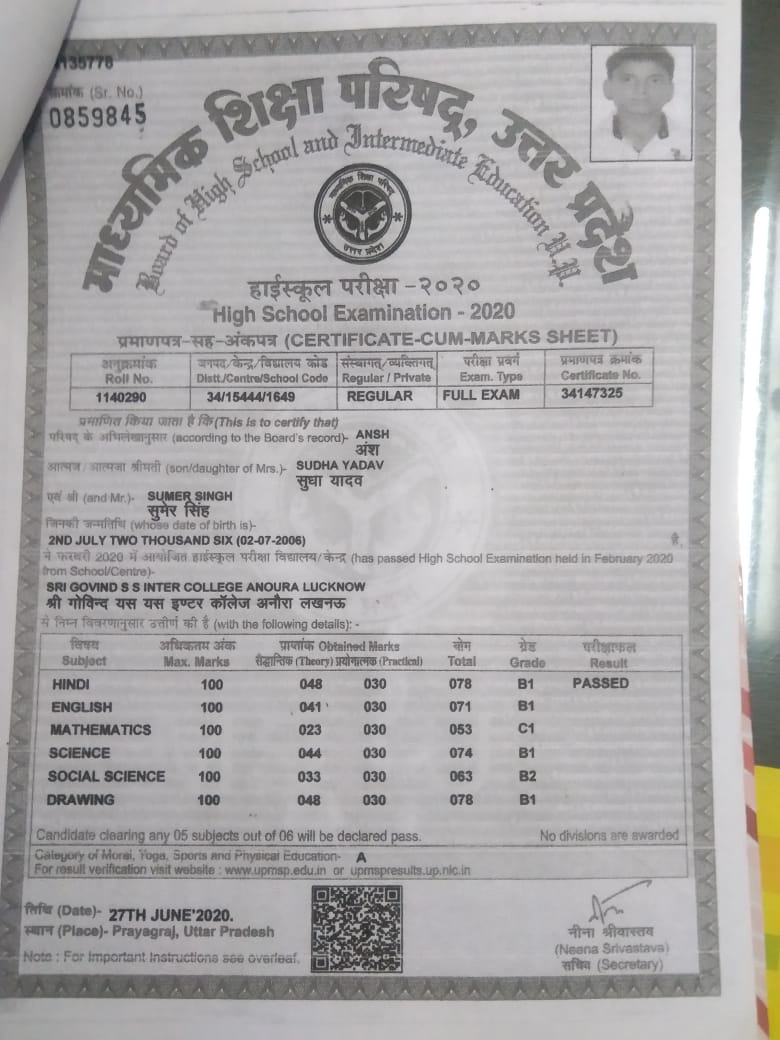 135778
क्रमांक (Sr. No.)
0859845
माध्यमिक शिक्षा परिषद्, उत्तर प्रदेश
Board of High School and Intermediate Education U.P.
माध्यमिक शिक्षा परिषद्
उत्तर प्रदेश
हाईस्कूल परीक्षा -२०२०
High School Examination - 2020
प्रमाणपत्र-सह-अंकपत्र (CERTIFICATE-CUM-MARKS SHEET)
अनुक्रमांक जनपद/केन्द्र/विद्यालय कोड संस्थागत/व्यक्तिगत् परीक्षा प्रवर्ग प्रमाणपत्र क्रमांक
Roll No. Distt./Centre/School Code Regular / Private Exam. Type Certificate No.
1140290 34/15444/1649 REGULAR FULL EXAM 34147325
प्रमाणित किया जाता है कि(This is to certify that)
परिषद के अभिलेखानुसार (according to the Board's record)- ANSH
अंश
आत्मज/आत्मजा श्रीमती (son/daughter of Mrs.)- SUDHA YADAV
सुधा यादव
एवं श्री (and Mr.)- SUMER SINGH
सुमेर सिंह
जिनकी जन्मतिथि (whose date of birth is)-
2ND JULY TWO THOUSAND SIX (02-07-2006) है,
ने फरवरी 2020 में आयोजित हाईस्कूल परीक्षा विद्यालय/केन्द्र (has passed High School Examination held in February 2020
from School/Centre)-
SRI GOVIND S S INTER COLLEGE ANOURA LUCKNOW
श्री गोविन्द यस यस इण्टर कॉलेज अनौरा लखनऊ
से निम्न विवरणानुसार उत्तीर्ण की है (with the following details): -
विषय अधिकतम अंक प्राप्तांक Obtained Marks योग ग्रेड परीक्षाफल
Subject Max. Marks सैद्धान्तिक (Theory) प्रयोगात्मक (Practical) Total Grade Result
HINDI 100 048 030 078 B1 PASSED
ENGLISH 100 041 030 071 B1
MATHEMATICS 100 023 030 053 C1
SCIENCE 100 044 030 074 B1
SOCIAL SCIENCE 100 033 030 063 B2
DRAWING 100 048 030 078 B1
Candidate clearing any 05 subjects out of 06 will be declared pass. No divisions are awarded
Category of Moral, Yoga, Sports and Physical Education- A
For result verification visit website : www.upmsp.edu.in or upmspresults.up.nic.in
तिथि (Date)- 27TH JUNE'2020.
स्थान (Place)- Prayagraj, Uttar Pradesh
Note : For Important Instructions see overleaf.
नीना श्रीवास्तव
(Neena Srivastava)
सचिव (Secretary)